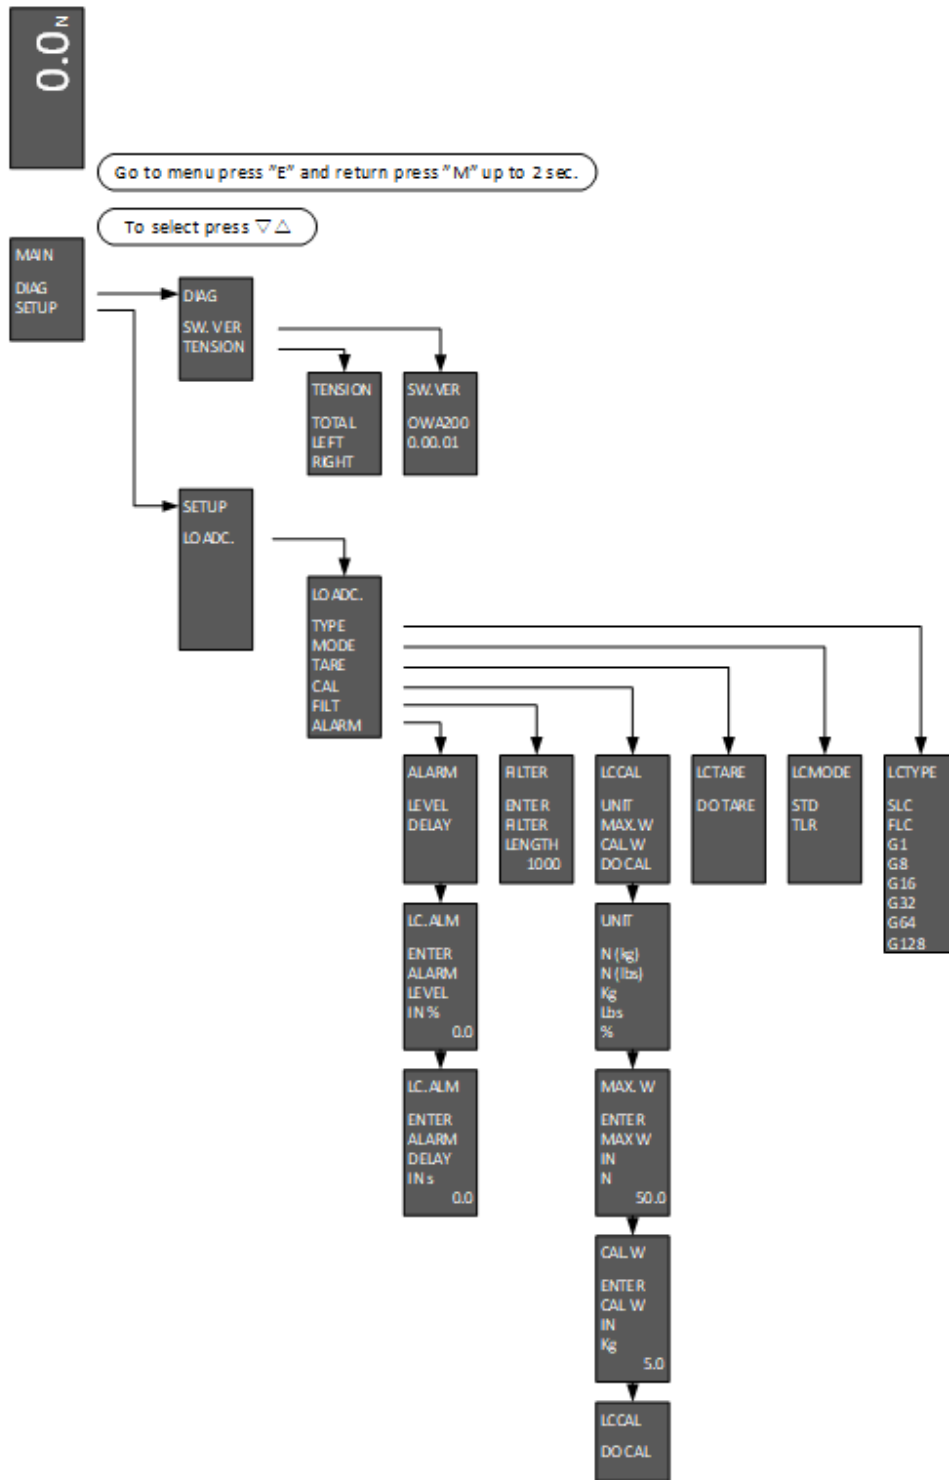 0.0 N
Go to menu press "E" and return press "M" up to 2 sec.
To select press ▽△
MAIN
DIAG
SETUP
DIAG
SW. VER
TENSION
TENSION
TOTAL
LEFT
RIGHT
SW.VER
OWA200
0.00.01
SETUP
LOADC.
LOADC.
TYPE
MODE
TARE
CAL
FILT
ALARM
ALARM
LEVEL
DELAY
FILTER
ENTER
FILTER
LENGTH
1000
LCCAL
UNIT
MAX.W
CAL.W
DO CAL
LCTARE
DO TARE
LCMODE
STD
TLR
LCTYPE
SLC
FLC
G1
G8
G16
G32
G64
G128
LC.ALM
ENTER
ALARM
LEVEL
IN %
0.0
UNIT
N (kg)
N (lbs)
Kg
Lbs
%
LC.ALM
ENTER
ALARM
DELAY
IN s
0.0
MAX. W
ENTER
MAX W
IN
N
50.0
CAL. W
ENTER
CAL W
IN
Kg
5.0
LCCAL
DO CAL